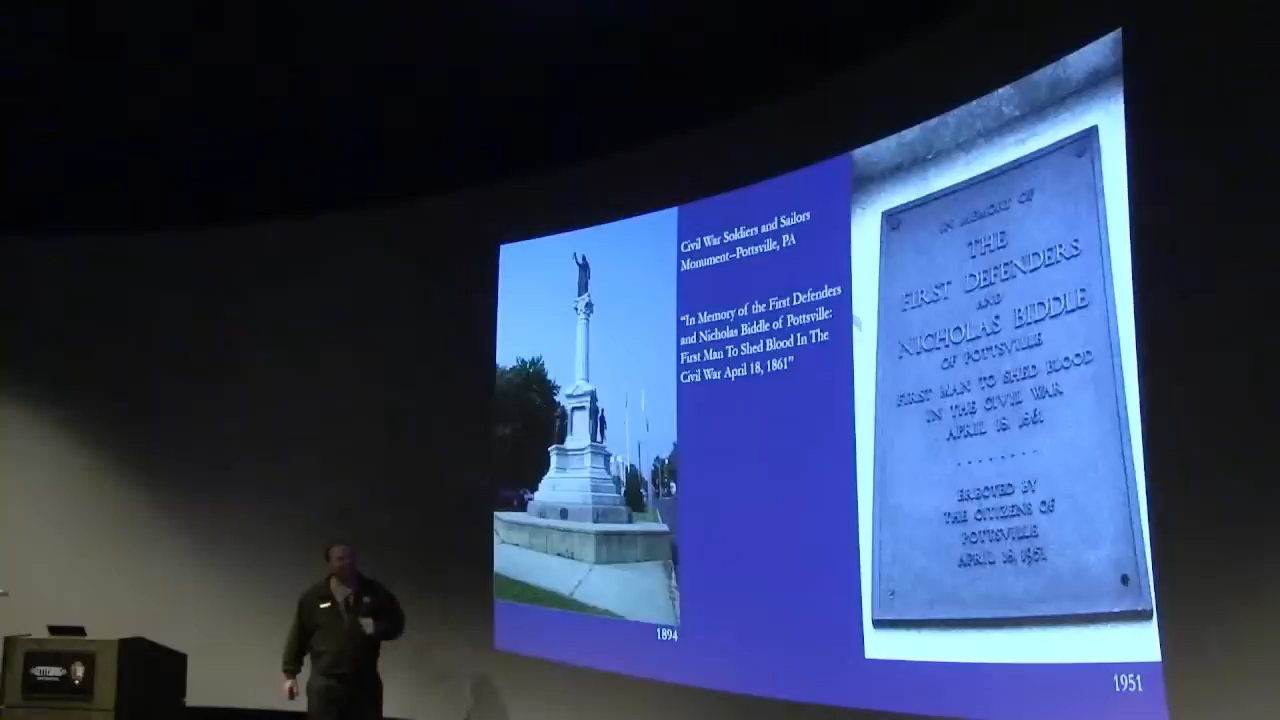 Civil War Soldiers and Sailors
Monument–Pottsville, PA
“In Memory of the First Defenders
and Nicholas Biddle of Pottsville:
First Man To Shed Blood In The
Civil War April 18, 1861”
1894
IN MEMORY OF
THE
FIRST DEFENDERS
AND
NICHOLAS BIDDLE
OF POTTSVILLE
FIRST MAN TO SHED BLOOD
IN THE CIVIL WAR
APRIL 18, 1861
ERECTED BY
THE CITIZENS OF
POTTSVILLE
APRIL 18, 1951
1951
GETTYSBURG